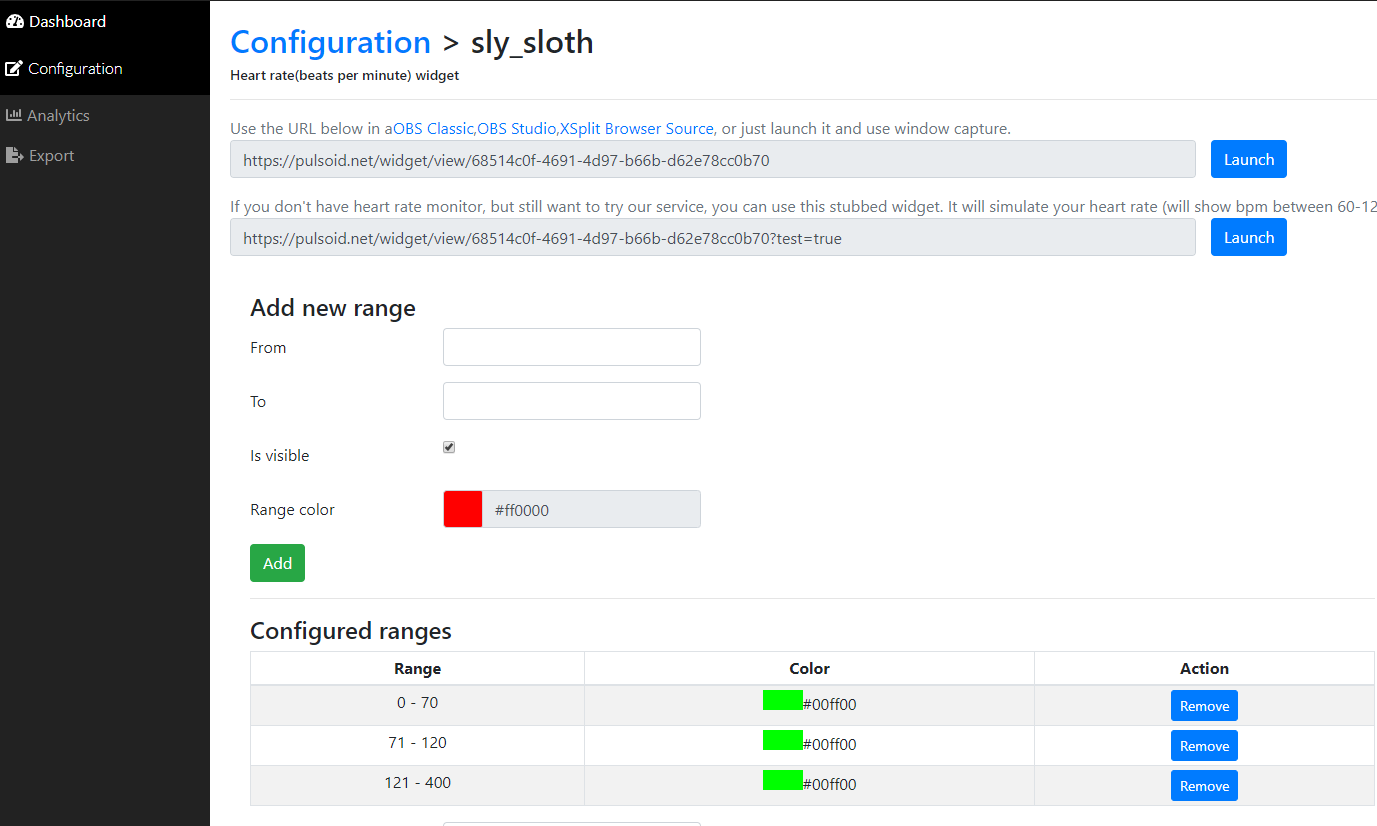 Dashboard
Configuration
Analytics
Export
Configuration > sly_sloth
Heart rate(beats per minute) widget
Use the URL below in aOBS Classic,OBS Studio,XSplit Browser Source, or just launch it and use window capture.
https://pulsoid.net/widget/view/68514c0f-4691-4d97-b66b-d62e78cc0b70
Launch
If you don't have heart rate monitor, but still want to try our service, you can use this stubbed widget. It will simulate your heart rate (will show bpm between 60-12
https://pulsoid.net/widget/view/68514c0f-4691-4d97-b66b-d62e78cc0b70?test=true
Launch
Add new range
From
To
Is visible
Range color
#ff0000
Add
Configured ranges
Range Color Action
0 - 70 #00ff00 Remove
71 - 120 #00ff00 Remove
121 - 400 #00ff00 Remove